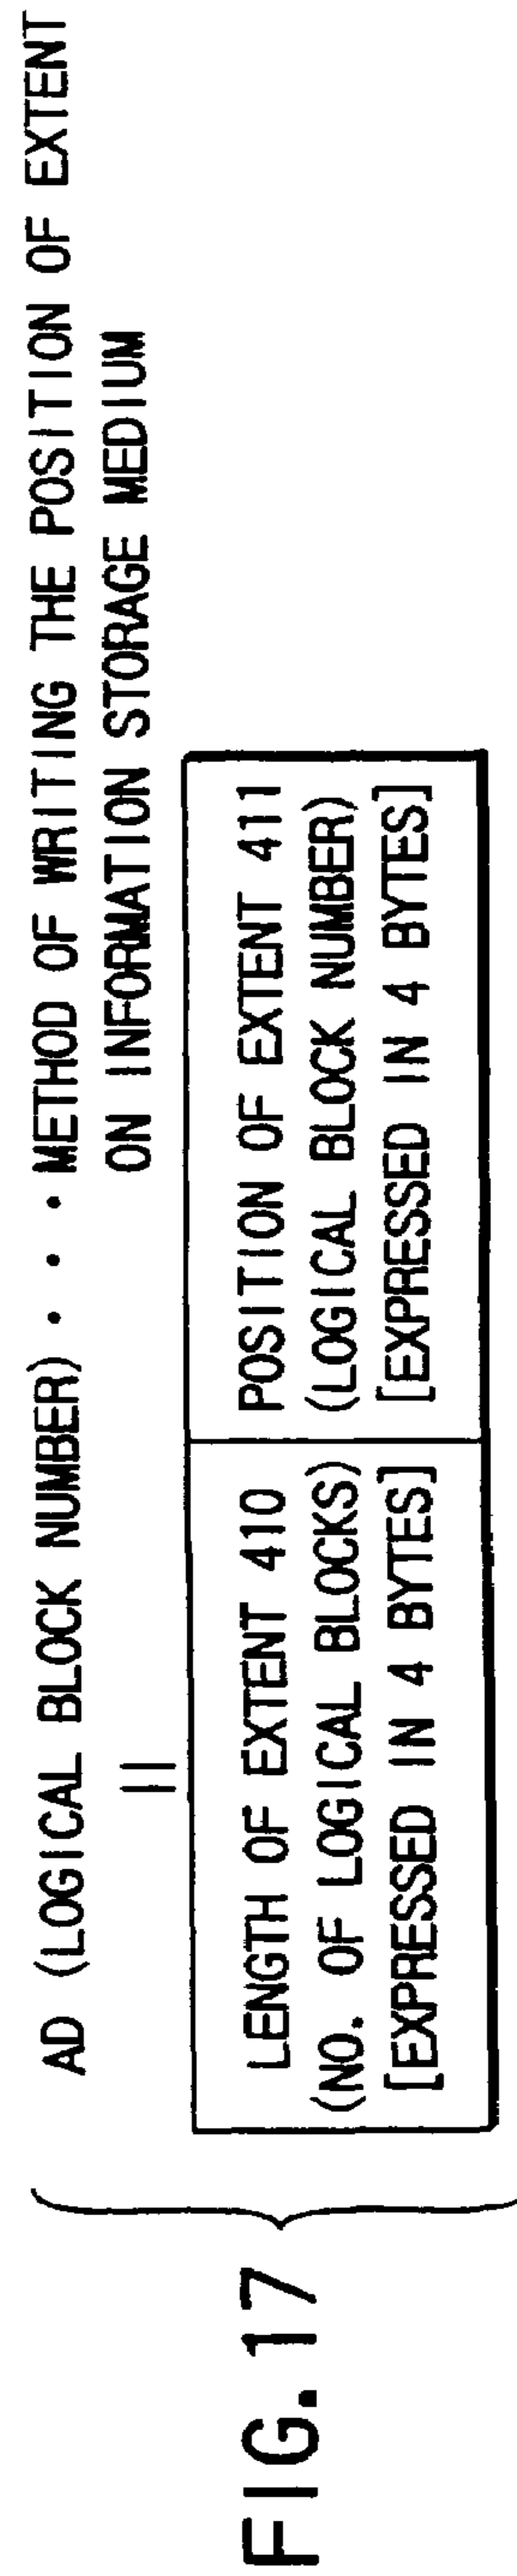 FIG. 17
AD (LOGICAL BLOCK NUMBER) • • • METHOD OF WRITING THE POSITION OF EXTENT
ON INFORMATION STORAGE MEDIUM
||
LENGTH OF EXTENT 410
(NO. OF LOGICAL BLOCKS)
[EXPRESSED IN 4 BYTES]
POSITION OF EXTENT 411
(LOGICAL BLOCK NUMBER)
[EXPRESSED IN 4 BYTES]